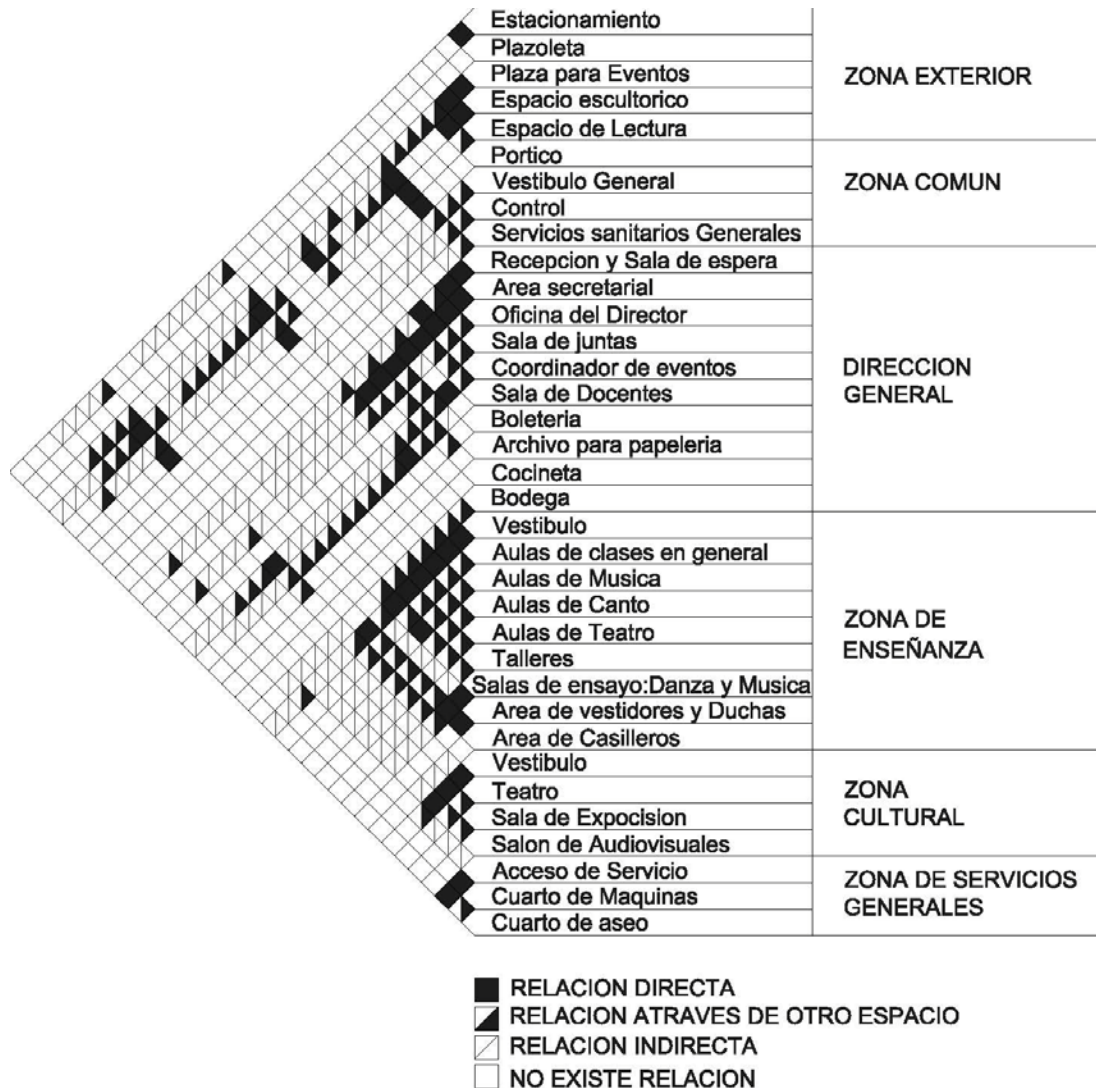 Estacionamiento
Plazoleta
Plaza para Eventos
Espacio escultorico
Espacio de Lectura
ZONA EXTERIOR
Portico
Vestibulo General
Control
Servicios sanitarios Generales
ZONA COMUN
Recepcion y Sala de espera
Area secretarial
Oficina del Director
Sala de juntas
Coordinador de eventos
Sala de Docentes
Boleteria
Archivo para papeleria
Cocineta
Bodega
DIRECCION
GENERAL
Vestibulo
Aulas de clases en general
Aulas de Musica
Aulas de Canto
Aulas de Teatro
Talleres
Salas de ensayo:Danza y Musica
Area de vestidores y Duchas
Area de Casilleros
ZONA DE
ENSEÑANZA
Vestibulo
Teatro
Sala de Expocision
Salon de Audiovisuales
ZONA
CULTURAL
Acceso de Servicio
Cuarto de Maquinas
Cuarto de aseo
ZONA DE SERVICIOS
GENERALES
RELACION DIRECTA
RELACION ATRAVES DE OTRO ESPACIO
RELACION INDIRECTA
NO EXISTE RELACION